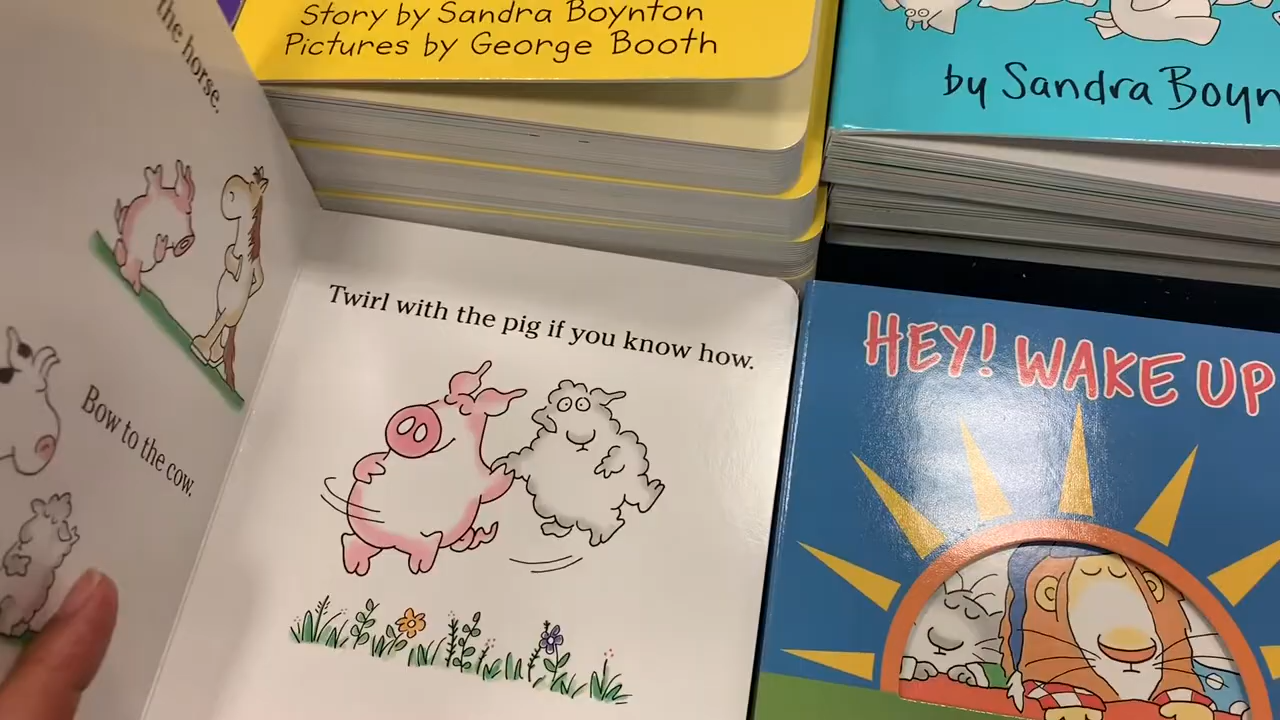 the horse.
Bow to the cow.
Story by Sandra Boynton
Pictures by George Booth
Twirl with the pig if you know how.
by Sandra Boyn
HEY! WAKE UP